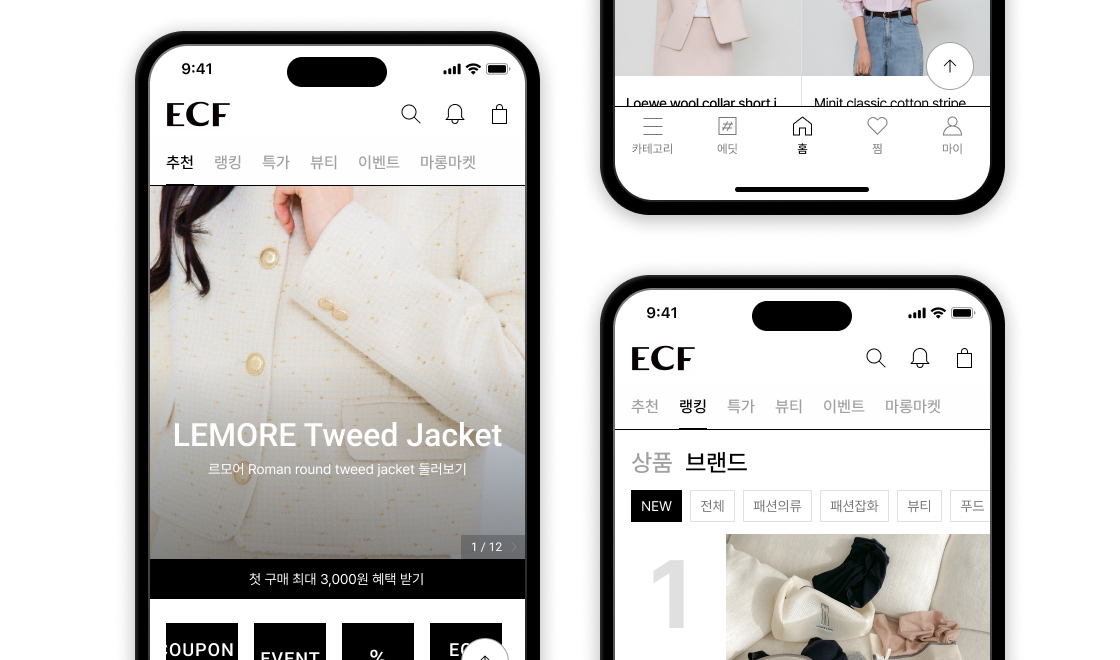 9:41
ECF
추천 랭킹 특가 뷰티 이벤트 마롱마켓
LEMORE Tweed Jacket
르모어 Roman round tweed jacket 둘러보기
1 / 12
첫 구매 최대 3,000원 혜택 받기
COUPON EVENT %
Loewe wool collar short j
Minit classic cotton stripe
카테고리 에딧 홈 찜 마이
9:41
ECF
추천 랭킹 특가 뷰티 이벤트 마롱마켓
상품 브랜드
NEW 전체 패션의류 패션잡화 뷰티 푸드
1